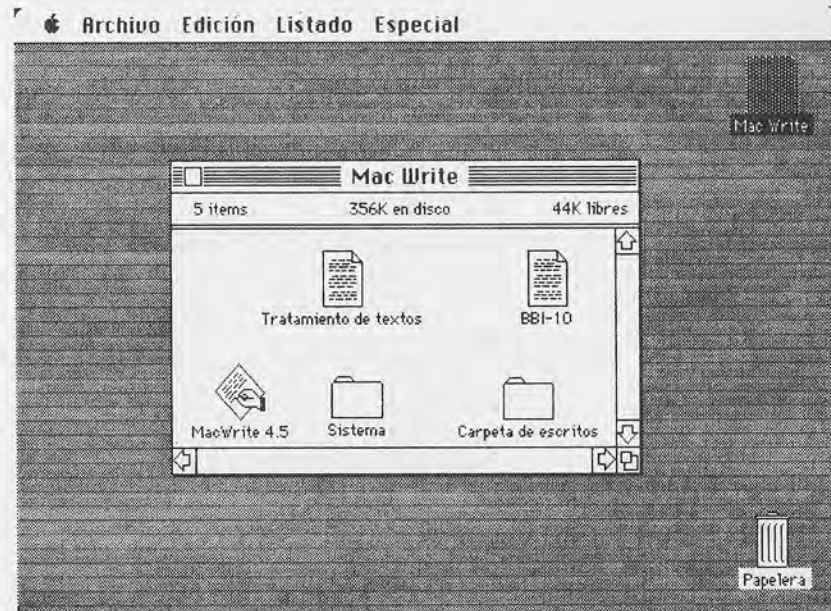 Archivo Edición Listado Especial
Mac Write
Mac Write
5 items 356K en disco 44K libres
Tratamiento de textos BBI-10
MacWrite 4.5 Sistema Carpeta de escritos
Papelera